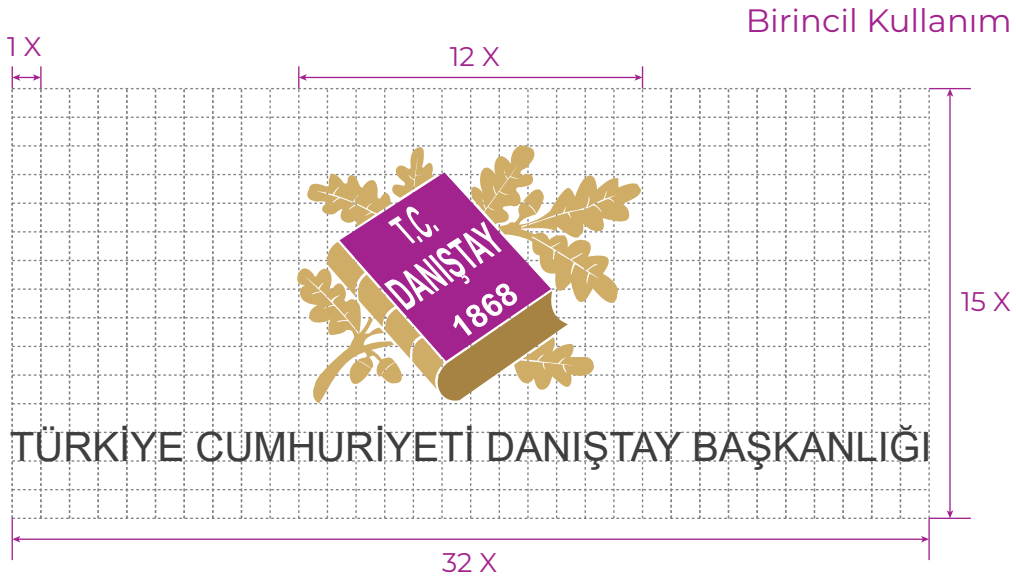 Birincil Kullanım
1 X
12 X
T.C.
DANIŞTAY
1868
15 X
TÜRKİYE CUMHURİYETİ DANIŞTAY BAŞKANLIĞI
32 X